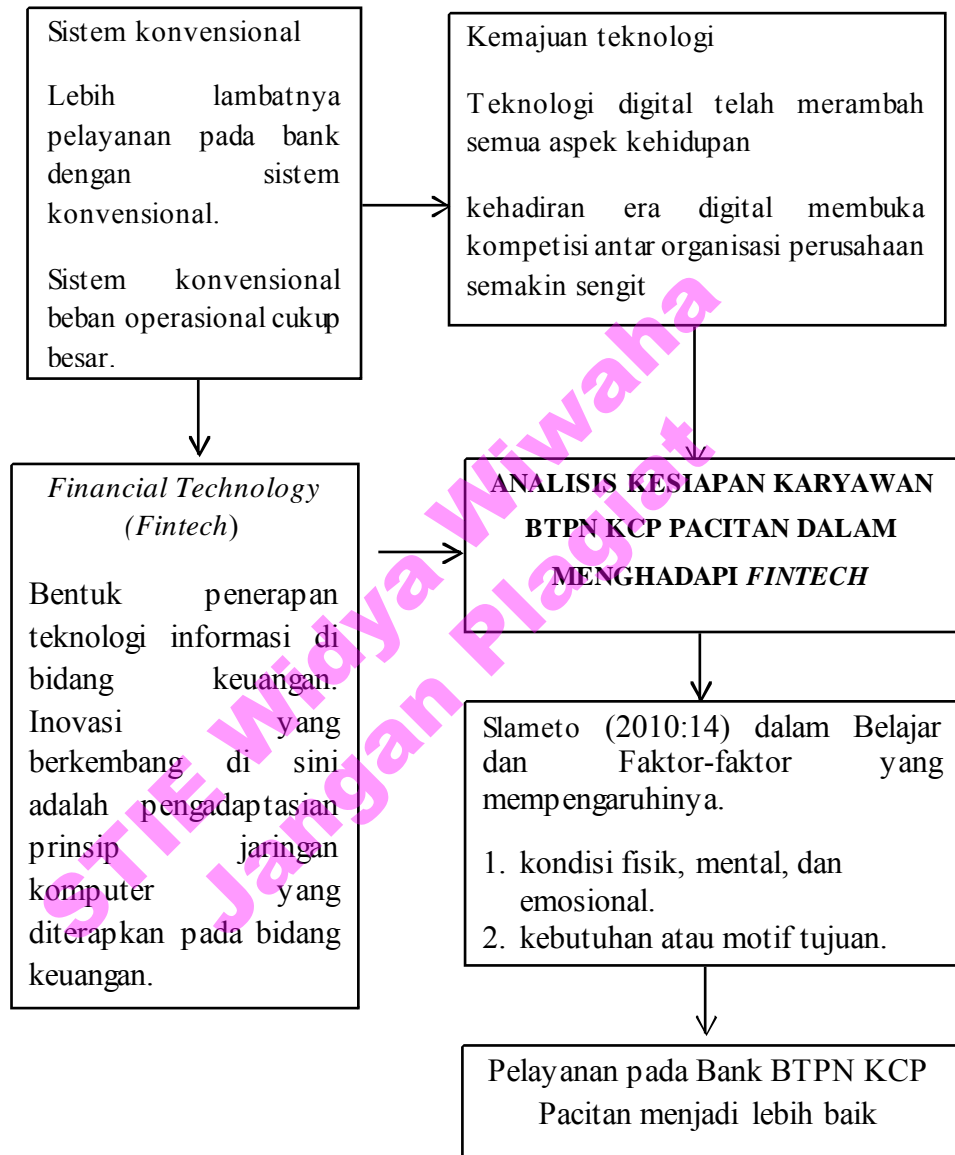 Sistem konvensional
Lebih lambatnya
pelayanan pada bank
dengan sistem
konvensional.
Sistem konvensional
beban operasional cukup
besar.
Kemajuan teknologi
Teknologi digital telah merambah
semua aspek kehidupan
kehadiran era digital membuka
kompetisi antar organisasi perusahaan
semakin sengit
Financial Technology
(Fintech)
Bentuk penerapan
teknologi informasi di
bidang keuangan.
Inovasi yang
berkembang di sini
adalah pengadaptasian
prinsip jaringan
komputer yang
diterapkan pada bidang
keuangan.
ANALISIS KESIAPAN KARYAWAN
BTPN KCP PACITAN DALAM
MENGHADAPI FINTECH
Slameto (2010:14) dalam Belajar
dan Faktor-faktor yang
mempengaruhinya.
1. kondisi fisik, mental, dan
emosional.
2. kebutuhan atau motif tujuan.
Pelayanan pada Bank BTPN KCP
Pacitan menjadi lebih baik
STIE Widya Wiwaha
Jangan Plagiat